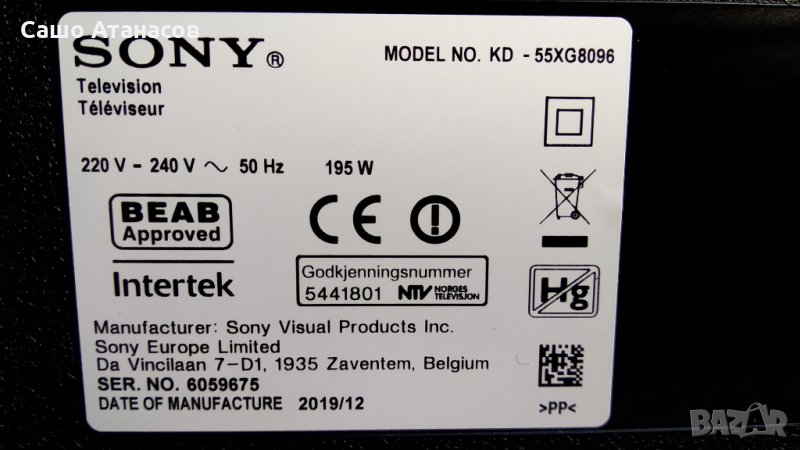 Сашо Атанасов
SONY®
MODEL NO. KD - 55XG8096
Television
Téléviseur
220 V - 240 V ~ 50 Hz 195 W
BEAB
Approved
CE
Intertek
Godkjenningsnummer
5441801 NTV NORGES
TELEVISJON
Hg
Manufacturer: Sony Visual Products Inc.
Sony Europe Limited
Da Vincilaan 7-D1, 1935 Zaventem, Belgium
SER. NO. 6059675
DATE OF MANUFACTURE 2019/12
>PP<
BAZAR